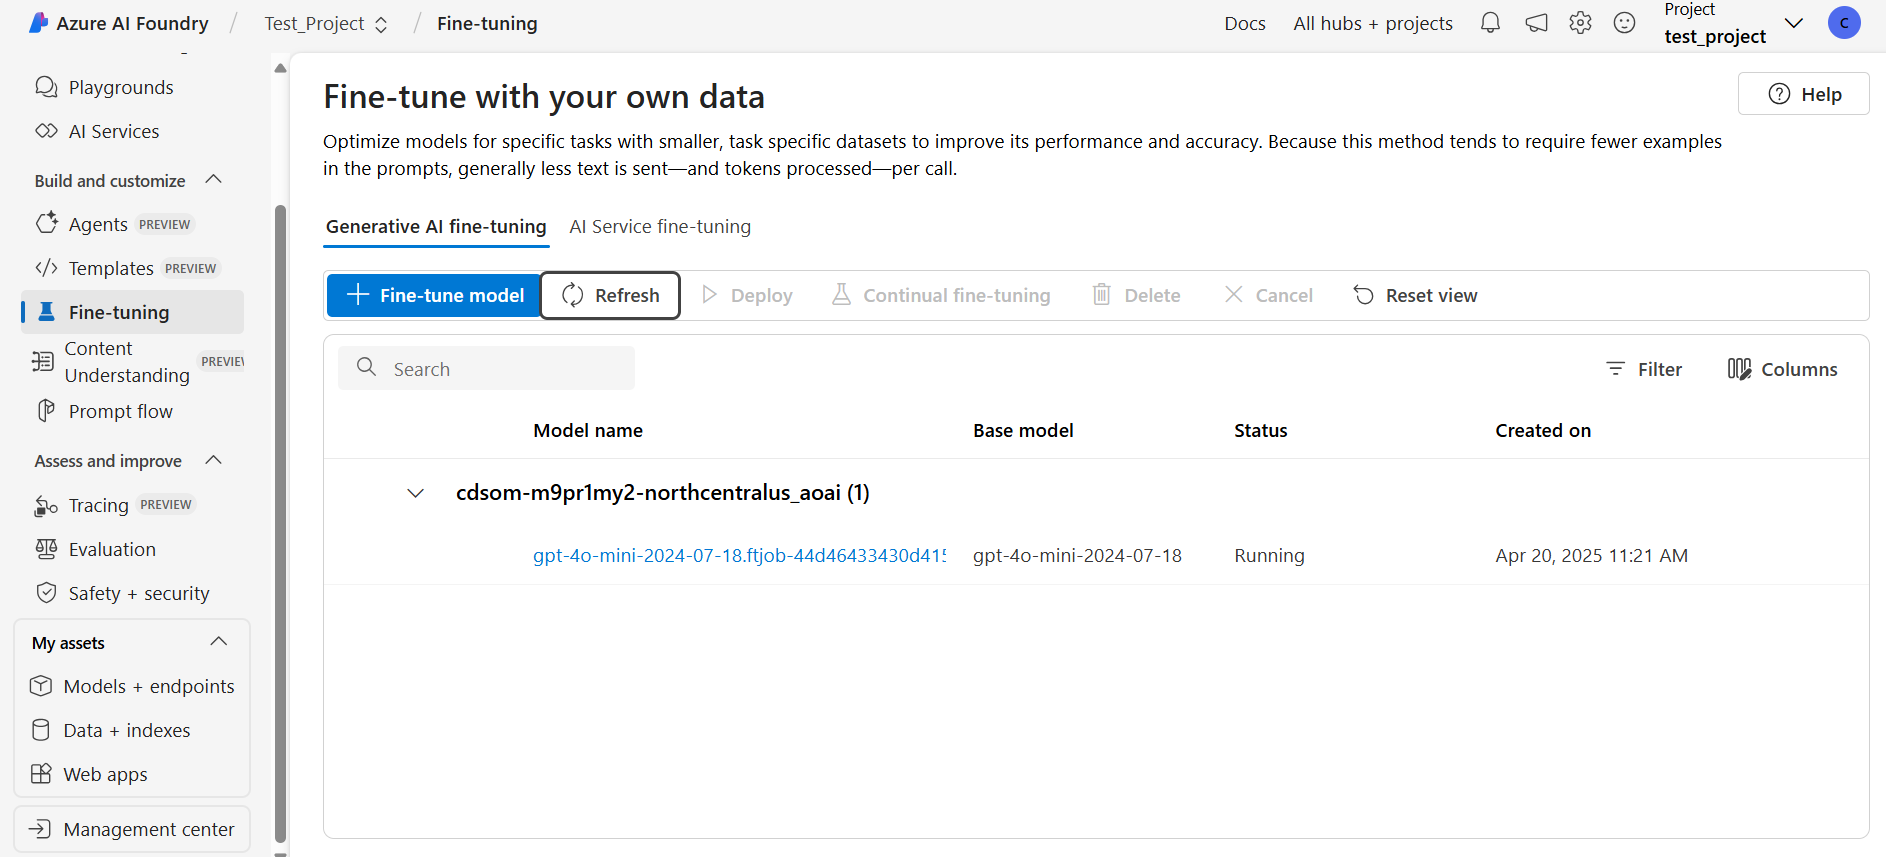 Azure AI Foundry / Test_Project / Fine-tuning
Docs All hubs + projects Project
test_project
C
Playgrounds
AI Services
Build and customize
Agents PREVIEW
Templates PREVIEW
Fine-tuning
Content
Understanding
PREVIEW
Prompt flow
Assess and improve
Tracing PREVIEW
Evaluation
Safety + security
My assets
Models + endpoints
Data + indexes
Web apps
Management center
Fine-tune with your own data
Help
Optimize models for specific tasks with smaller, task specific datasets to improve its performance and accuracy. Because this method tends to require fewer examples
in the prompts, generally less text is sent—and tokens processed—per call.
Generative AI fine-tuning AI Service fine-tuning
Fine-tune model Refresh Deploy Continual fine-tuning Delete Cancel Reset view
Search Filter Columns
Model name Base model Status Created on
cdsom-m9pr1my2-northcentralus_aoai (1)
gpt-4o-mini-2024-07-18.ftjob-44d46433430d415 gpt-4o-mini-2024-07-18 Running Apr 20, 2025 11:21 AM